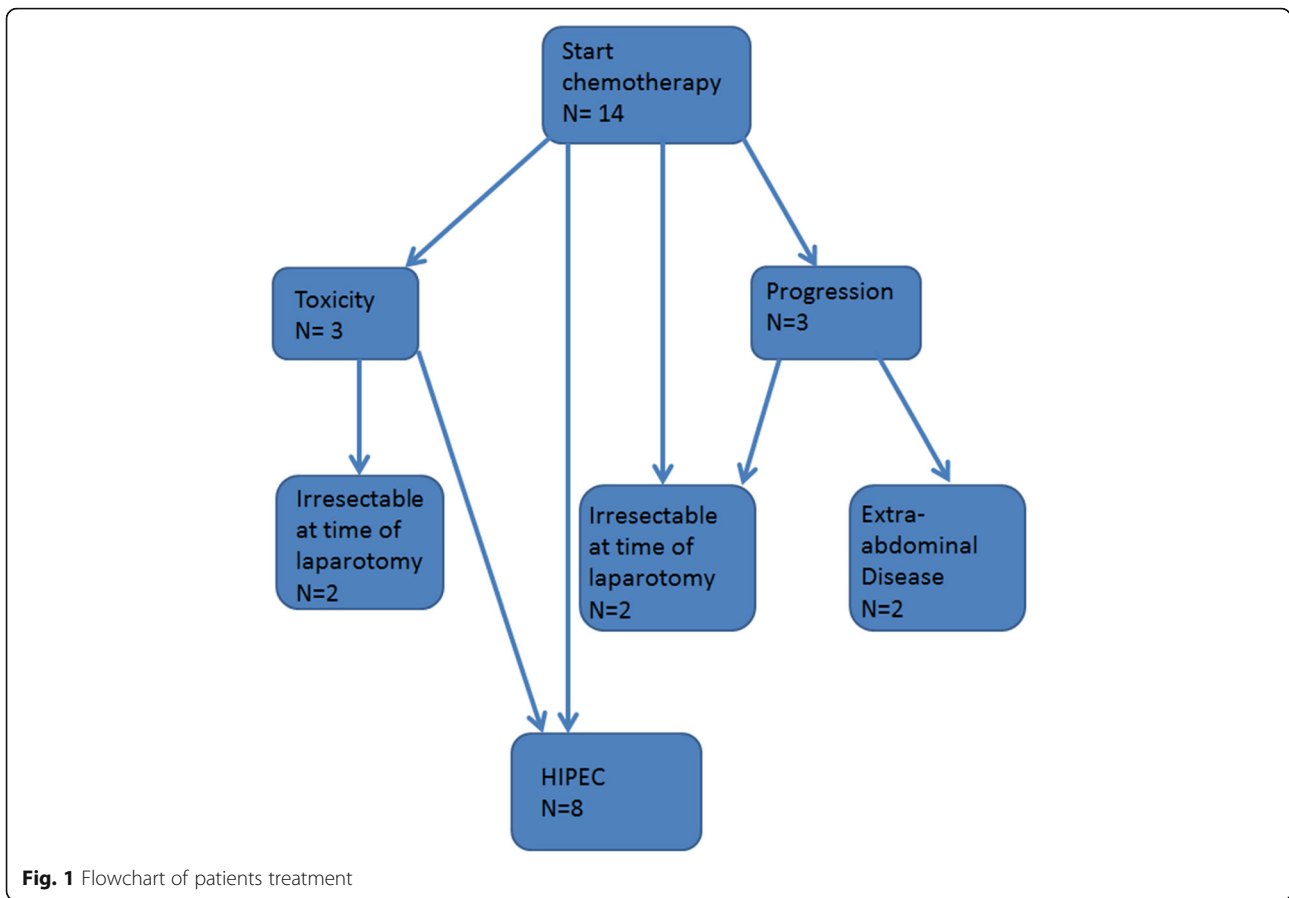 Start
chemotherapy
N= 14
Toxicity
N= 3
Progression
N=3
Irresectable
at time of
laparotomy
N=2
Irresectable
at time of
laparotomy
N=2
Extra-
abdominal
Disease
N=2
HIPEC
N=8
Fig. 1 Flowchart of patients treatment